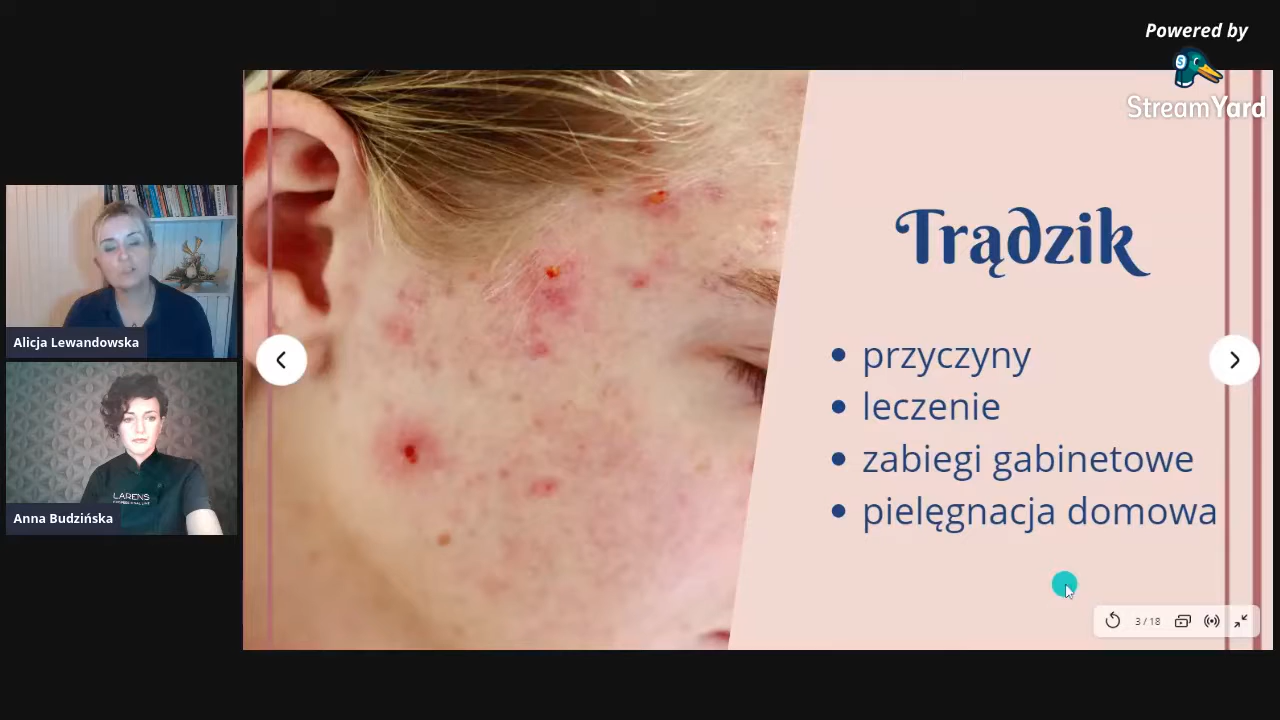 Powered by
StreamYard
Alicja Lewandowska
LARENS
Anna Budzińska
Trądzik
• przyczyny
• leczenie
• zabiegi gabinetowe
• pielęgnacja domowa
3 / 18